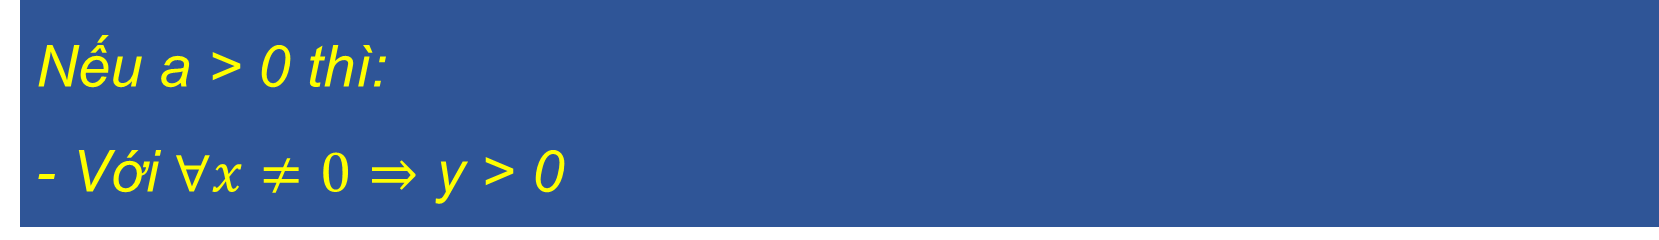 Nếu a > 0 thì:
- Với ∀𝑥 ≠ 0 ⇒ y > 0